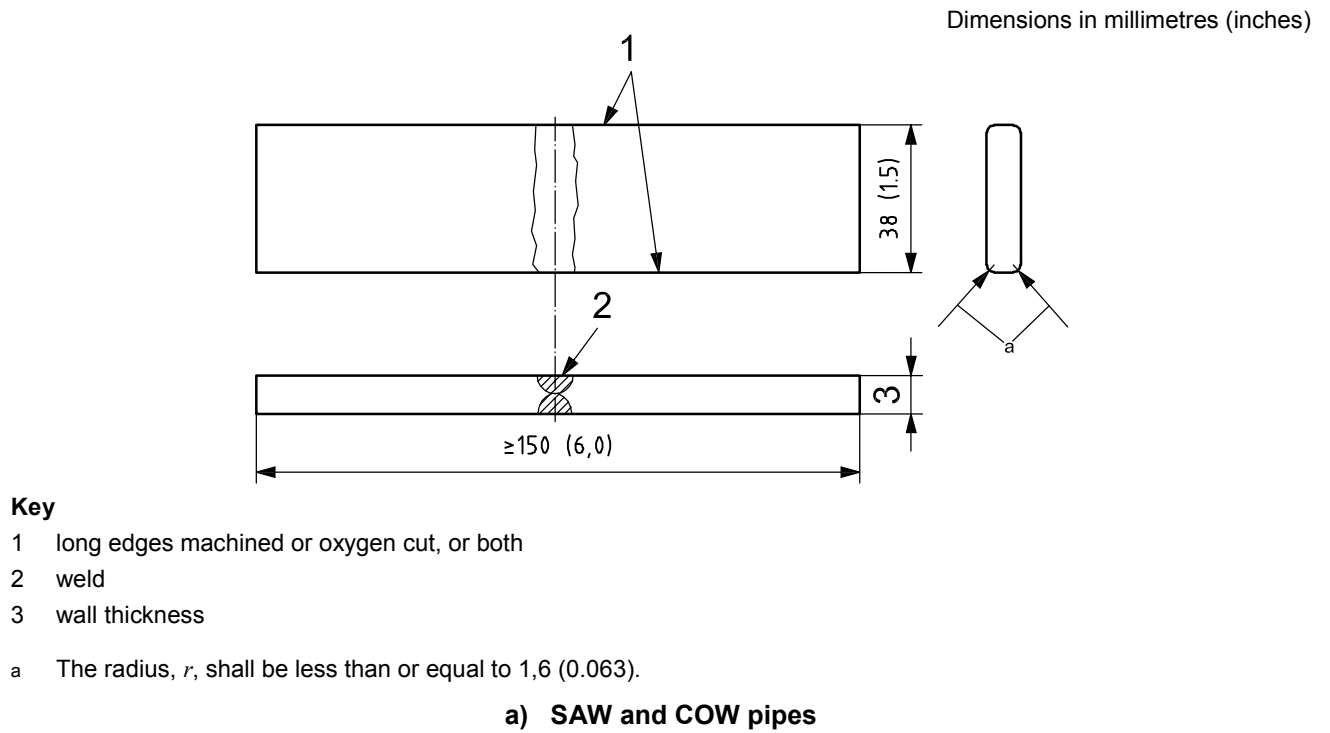 Dimensions in millimetres (inches)
1
38 (1.5)
2
a
3
≥150 (6,0)
Key
1 long edges machined or oxygen cut, or both
2 weld
3 wall thickness
a The radius, r, shall be less than or equal to 1,6 (0.063).
a) SAW and COW pipes